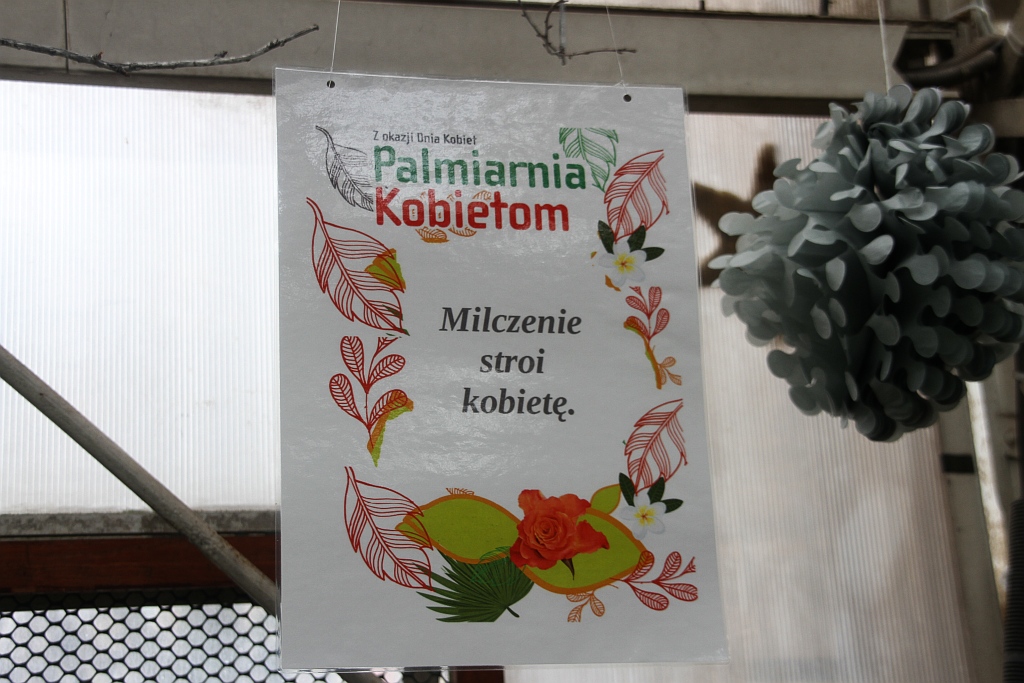 Z okazji Dnia Kobiet
Palmiarnia
Kobietom
Milczenie
stroi
kobietę.